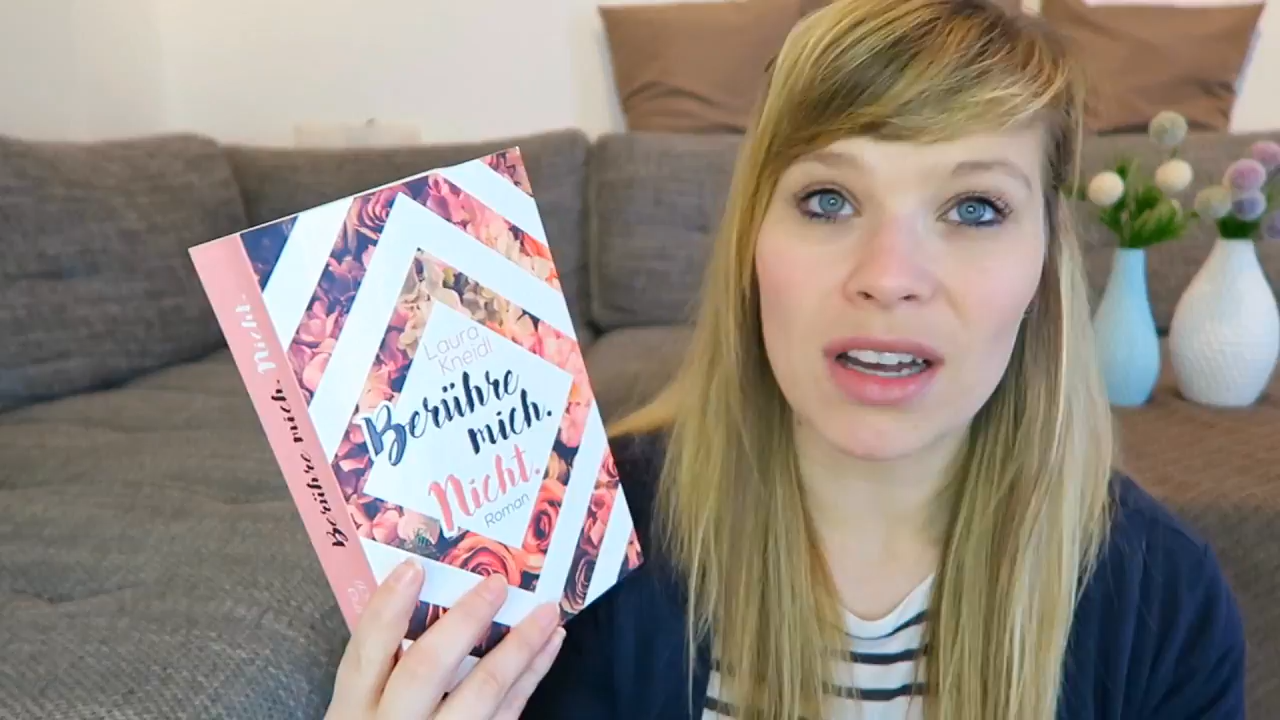 Laura
Kneidl
Berühre
mich.
Nicht.
Roman
Berühre mich. Nicht.